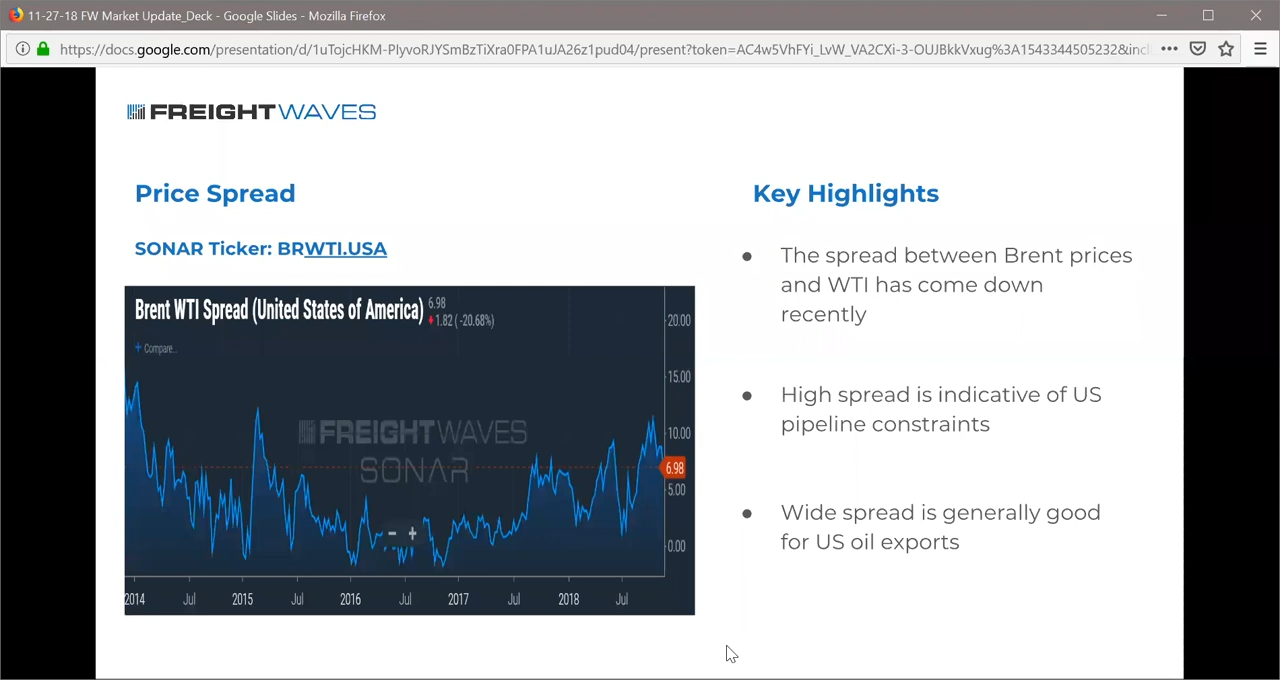 11-27-18 FW Market Update_Deck - Google Slides - Mozilla Firefox
https://docs.google.com/presentation/d/1uTojcHKM-PIyvoRJYSmBzTiXra0FPA1uJA26z1pud04/present?token=AC4w5VhFYi_LvW_VA2CXi-3-OUJBkkVxug%3A1543344505232&incl
FREIGHTWAVES
Price Spread
SONAR Ticker: BRWTI.USA
Brent WTI Spread (United States of America)
6.98
1.82 ( -20.68%)
+ Compare...
FREIGHTWAVES
SONAR
20.00
15.00
10.00
6.98
5.00
0.00
2014 Jul 2015 Jul 2016 Jul 2017 Jul 2018 Jul
Key Highlights
● The spread between Brent prices
and WTI has come down
recently
● High spread is indicative of US
pipeline constraints
● Wide spread is generally good
for US oil exports